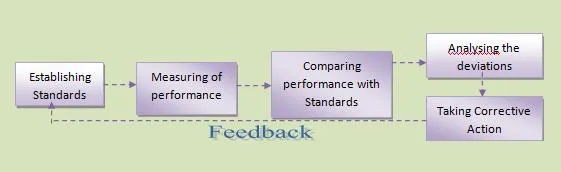 Establishing
Standards
Measuring of
performance
Comparing
performance with
Standards
Analysing the
deviations
Taking Corrective
Action
Feedback